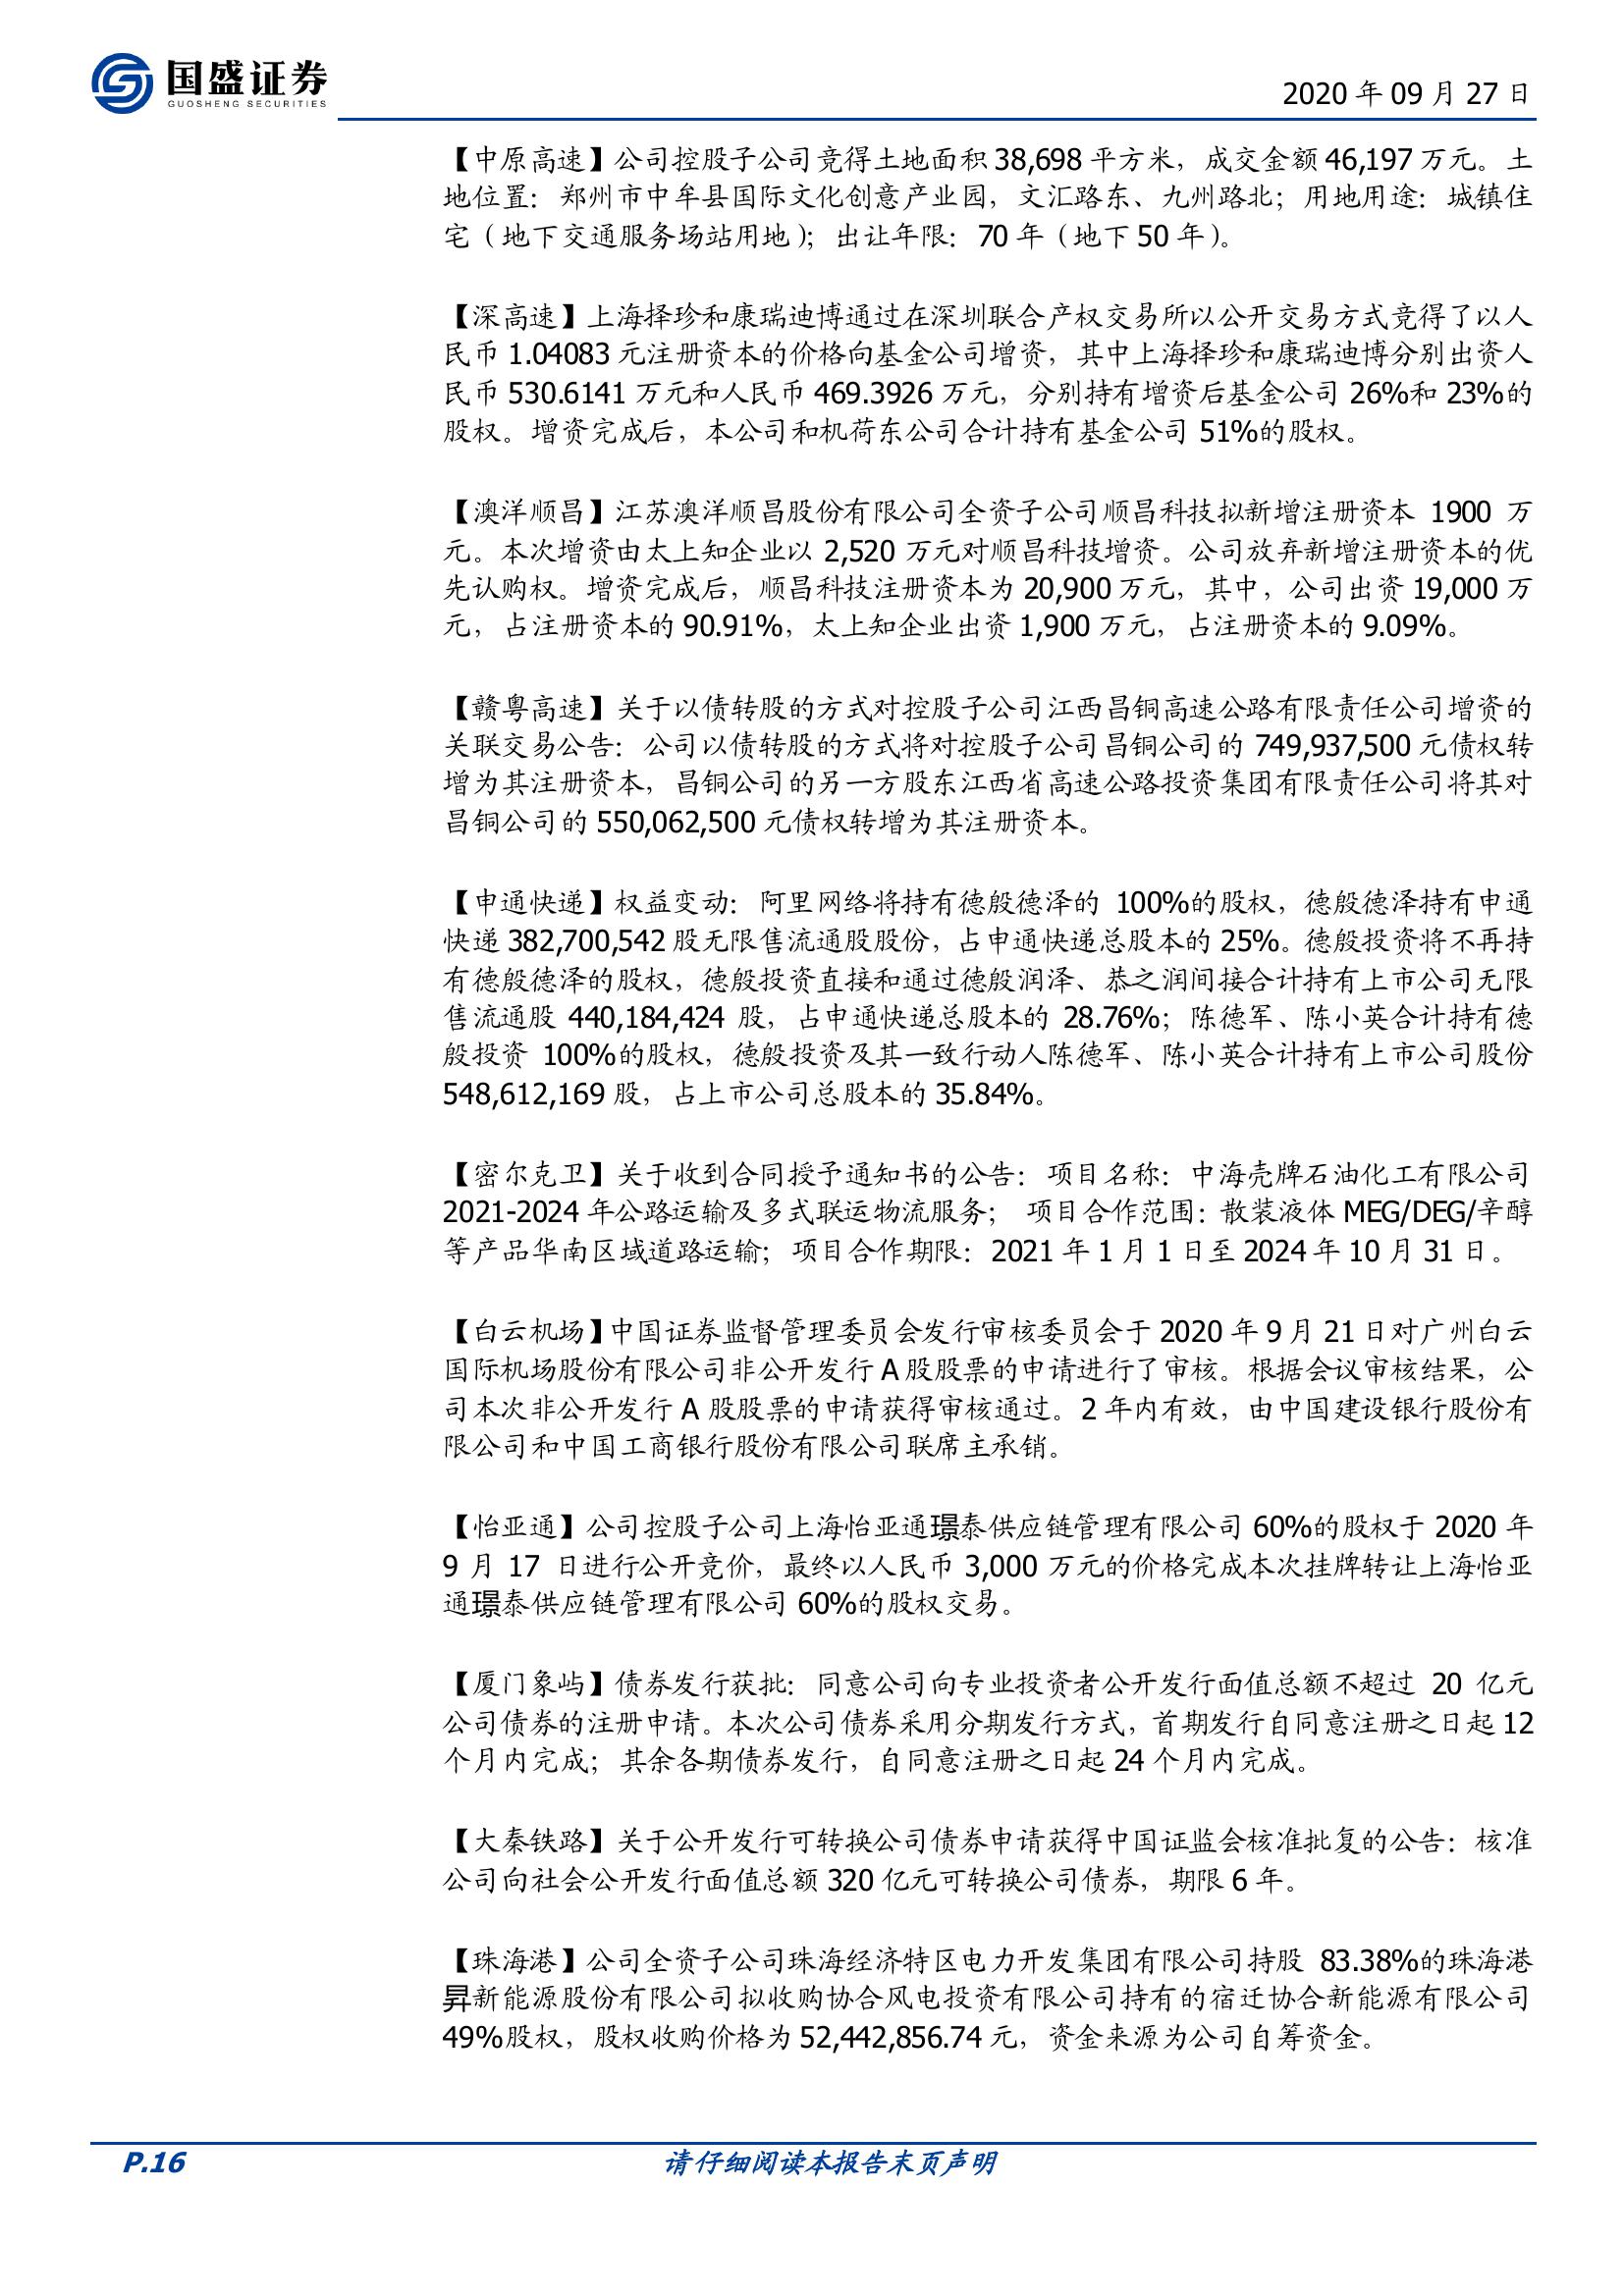 国盛证券
GUOSHENG SECURITIES
2020 年 09 月 27 日
【中原高速】公司控股子公司竞得土地面积 38,698 平方米，成交金额 46,197 万元。土
地位置：郑州市中牟县国际文化创意产业园，文汇路东、九州路北；用地用途：城镇住
宅（地下交通服务场站用地）；出让年限：70 年（地下 50 年）。
【深高速】上海择珍和康瑞迪博通过在深圳联合产权交易所以公开交易方式竞得了以人
民币 1.04083 元注册资本的价格向基金公司增资，其中上海择珍和康瑞迪博分别出资人
民币 530.6141 万元和人民币 469.3926 万元，分别持有增资后基金公司 26%和 23%的
股权。增资完成后，本公司和机荷东公司合计持有基金公司 51%的股权。
【澳洋顺昌】江苏澳洋顺昌股份有限公司全资子公司顺昌科技拟新增注册资本 1900 万
元。本次增资由太上知企业以 2,520 万元对顺昌科技增资。公司放弃新增注册资本的优
先认购权。增资完成后，顺昌科技注册资本为 20,900 万元，其中，公司出资 19,000 万
元，占注册资本的 90.91%，太上知企业出资 1,900 万元，占注册资本的 9.09%。
【赣粤高速】关于以债转股的方式对控股子公司江西昌铜高速公路有限责任公司增资的
关联交易公告：公司以债转股的方式将对控股子公司昌铜公司的 749,937,500 元债权转
增为其注册资本，昌铜公司的另一方股东江西省高速公路投资集团有限责任公司将其对
昌铜公司的 550,062,500 元债权转增为其注册资本。
【申通快递】权益变动：阿里网络将持有德殷德泽的 100%的股权，德殷德泽持有申通
快递 382,700,542 股无限售流通股股份，占申通快递总股本的 25%。德殷投资将不再持
有德殷德泽的股权，德殷投资直接和通过德殷润泽、恭之润间接合计持有上市公司无限
售流通股 440,184,424 股，占申通快递总股本的 28.76%；陈德军、陈小英合计持有德
殷投资 100%的股权，德殷投资及其一致行动人陈德军、陈小英合计持有上市公司股份
548,612,169 股，占上市公司总股本的 35.84%。
【密尔克卫】关于收到合同授予通知书的公告：项目名称：中海壳牌石油化工有限公司
2021-2024 年公路运输及多式联运物流服务； 项目合作范围：散装液体 MEG/DEG/辛醇
等产品华南区域道路运输；项目合作期限：2021 年 1 月 1 日至 2024 年 10 月 31 日。
【白云机场】中国证券监督管理委员会发行审核委员会于 2020 年 9 月 21 日对广州白云
国际机场股份有限公司非公开发行 A 股股票的申请进行了审核。根据会议审核结果，公
司本次非公开发行 A 股股票的申请获得审核通过。2 年内有效，由中国建设银行股份有
限公司和中国工商银行股份有限公司联席主承销。
【怡亚通】公司控股子公司上海怡亚通璟泰供应链管理有限公司 60%的股权于 2020 年
9 月 17 日进行公开竞价，最终以人民币 3,000 万元的价格完成本次挂牌转让上海怡亚
通璟泰供应链管理有限公司 60%的股权交易。
【厦门象屿】债券发行获批：同意公司向专业投资者公开发行面值总额不超过 20 亿元
公司债券的注册申请。本次公司债券采用分期发行方式，首期发行自同意注册之日起 12
个月内完成；其余各期债券发行，自同意注册之日起 24 个月内完成。
【大秦铁路】关于公开发行可转换公司债券申请获得中国证监会核准批复的公告：核准
公司向社会公开发行面值总额 320 亿元可转换公司债券，期限 6 年。
【珠海港】公司全资子公司珠海经济特区电力开发集团有限公司持股 83.38%的珠海港
昇新能源股份有限公司拟收购协合风电投资有限公司持有的宿迁协合新能源有限公司
49%股权，股权收购价格为 52,442,856.74 元，资金来源为公司自筹资金。
P.16
请仔细阅读本报告末页声明